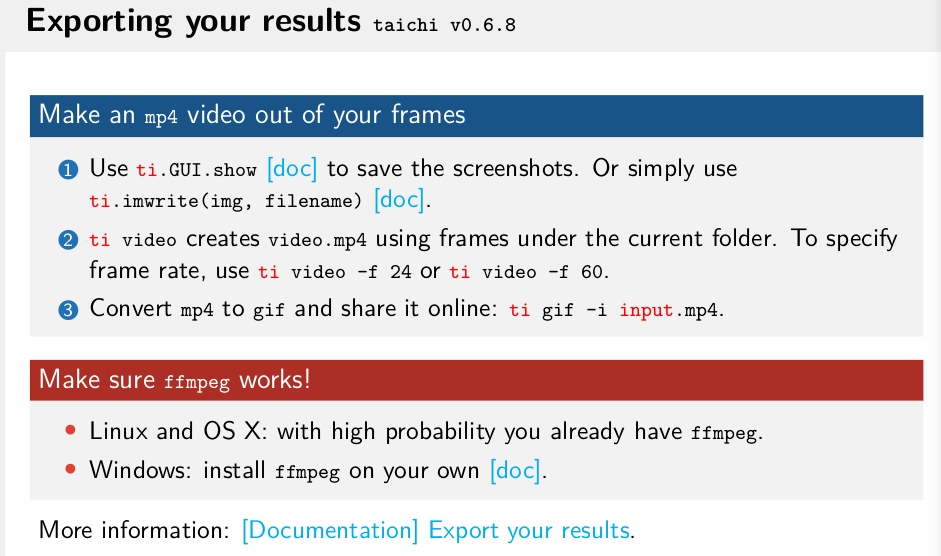 Exporting your results taichi v0.6.8
Make an mp4 video out of your frames
1 Use ti.GUI.show [doc] to save the screenshots. Or simply use
ti.imwrite(img, filename) [doc].
2 ti video creates video.mp4 using frames under the current folder. To specify
frame rate, use ti video -f 24 or ti video -f 60.
3 Convert mp4 to gif and share it online: ti gif -i input.mp4.
Make sure ffmpeg works!
• Linux and OS X: with high probability you already have ffmpeg.
• Windows: install ffmpeg on your own [doc].
More information: [Documentation] Export your results.